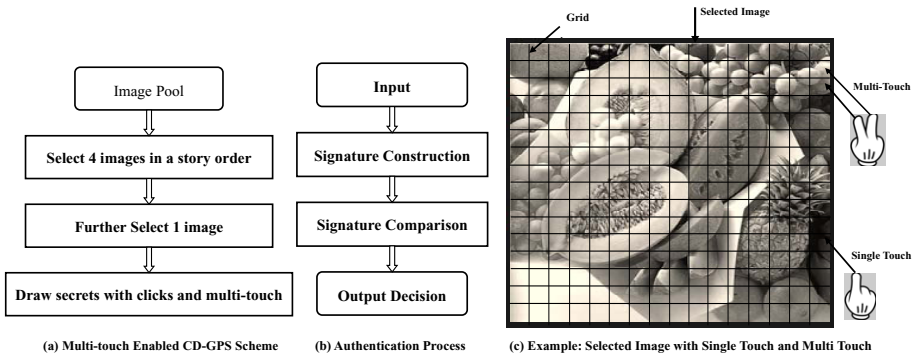 Image Pool
Select 4 images in a story order
Further Select 1 image
Draw secrets with clicks and multi-touch
(a) Multi-touch Enabled CD-GPS Scheme
Input
Signature Construction
Signature Comparison
Output Decision
(b) Authentication Process
Grid
Selected Image
Multi-Touch
Single Touch
(c) Example: Selected Image with Single Touch and Multi Touch